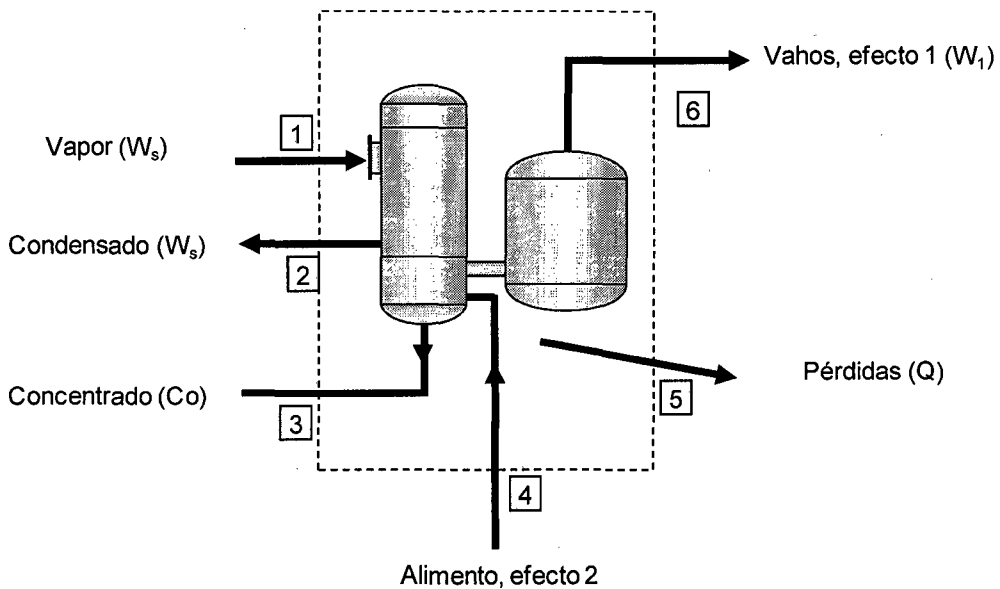 Vahos, efecto 1 (W₁)
6
1
Vapor (Wₛ)
Condensado (Wₛ)
2
Pérdidas (Q)
5
Concentrado (Co)
3
4
Alimento, efecto 2